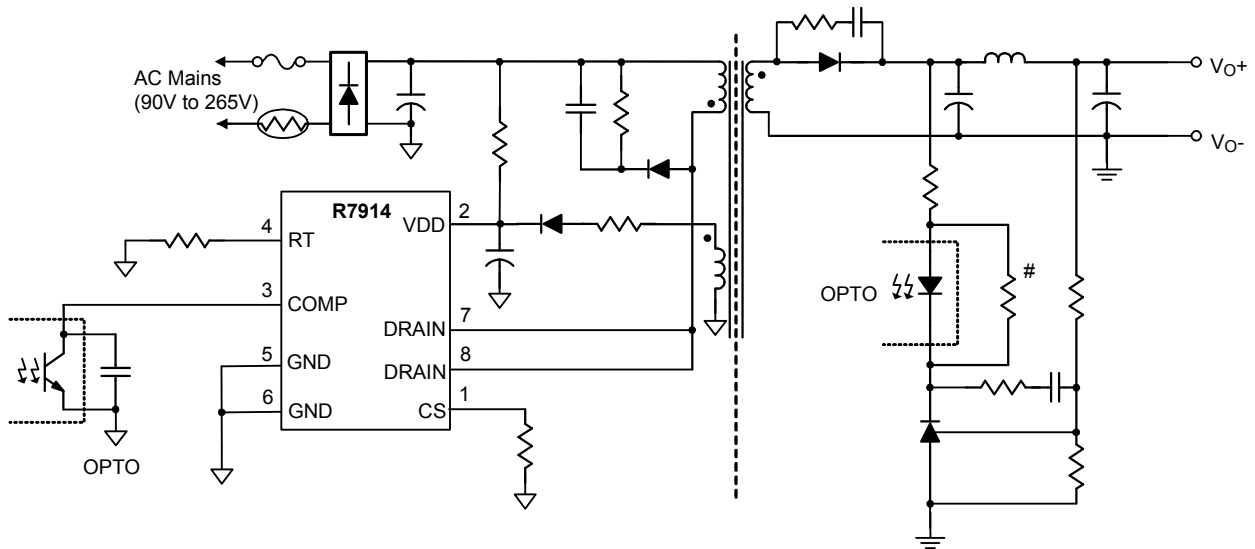 AC Mains
(90V to 265V)
VO+
VO-
R7914
VDD
2
4
RT
#
OPTO
3
COMP
7
DRAIN
5
GND
8
DRAIN
6
GND
1
CS
OPTO